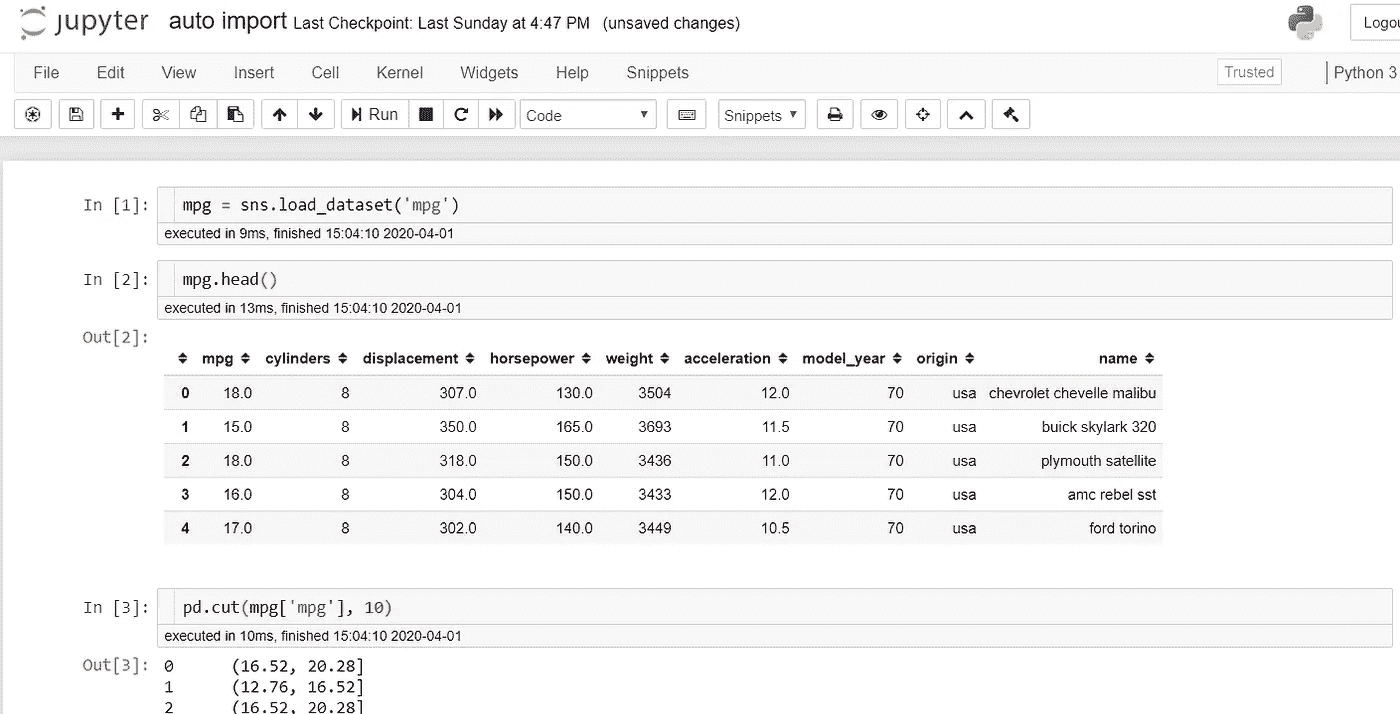 jupyter auto import Last Checkpoint: Last Sunday at 4:47 PM (unsaved changes)
File Edit View Insert Cell Kernel Widgets Help Snippets Trusted Python 3
Run Code Snippets
In [1]: mpg = sns.load_dataset('mpg')
executed in 9ms, finished 15:04:10 2020-04-01
In [2]: mpg.head()
executed in 13ms, finished 15:04:10 2020-04-01
Out[2]:
mpg cylinders displacement horsepower weight acceleration model_year origin name
0 18.0 8 307.0 130.0 3504 12.0 70 usa chevrolet chevelle malibu
1 15.0 8 350.0 165.0 3693 11.5 70 usa buick skylark 320
2 18.0 8 318.0 150.0 3436 11.0 70 usa plymouth satellite
3 16.0 8 304.0 150.0 3433 12.0 70 usa amc rebel sst
4 17.0 8 302.0 140.0 3449 10.5 70 usa ford torino
In [3]: pd.cut(mpg['mpg'], 10)
executed in 10ms, finished 15:04:10 2020-04-01
Out[3]: 0 (16.52, 20.28]
1 (12.76, 16.52]
2 (16.52, 20.28]